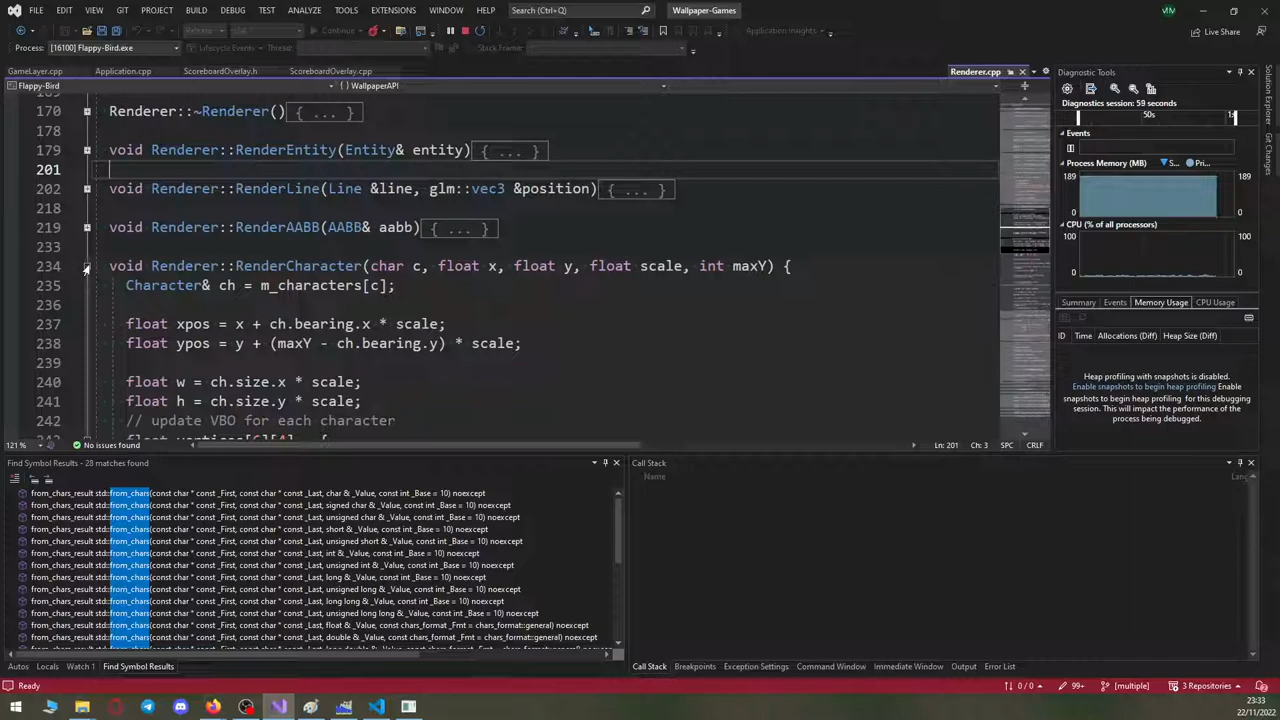 File Edit View Git Project Build Debug Test Analyze Tools Extensions Window Help Search (Ctrl+Q) Wallpaper-Games VM
Release Continue Application Insights Live Share
Process: [16100] Flappy-Bird.exe Lifecycle Events Thread: Stack Frame:
GameLayer.cpp Application.cpp ScoreboardOverlay.h ScoreboardOverlay.cpp Renderer.cpp
Flappy-Bird {} WallpaperAPI
170 Renderer::~Renderer(){ ... }
178
179 void Renderer::RenderEntity(Entity& entity){ ... }
201
202 void Renderer::RenderLine(Line &line, glm::vec3 &position){ ... }
218
219 void Renderer::RenderAABB(AABB& aabb){ ... }
233
234 void Renderer::RenderCharacter(char c, float x, float y, float scale, int maxY) {
235 Character& ch = m_characters[c];
236
237 float xpos = x + ch.bearing.x * scale;
238 float ypos = y + (maxY - ch.bearing.y) * scale;
239
240 float w = ch.size.x * scale;
241 float h = ch.size.y * scale;
242 // update VBO for each character
121 % No issues found Ln: 201 Ch: 3 SPC CRLF
Diagnostic Tools
Diagnostics session: 59 seconds
50s
Events
Process Memory (MB) S... Pri...
189 189
0 0
CPU (% of all processors)
100 100
0 0
Summary Events Memory Usage CPU Usage
ID Time Allocations (Diff) Heap Size (Diff)
Heap profiling with snapshots is disabled.
Enable snapshots to begin heap profiling Enable
snapshots to begin heap profiling for this debugging
session. This will impact the performance of the
process being debugged.
Solution Explorer
Git Changes
Find Symbol Results - 28 matches found
from_chars_result std::from_chars(const char * const _First, const char * const _Last, char & _Value, const int _Base = 10) noexcept
from_chars_result std::from_chars(const char * const _First, const char * const _Last, signed char & _Value, const int _Base = 10) noexcept
from_chars_result std::from_chars(const char * const _First, const char * const _Last, unsigned char & _Value, const int _Base = 10) noexcept
from_chars_result std::from_chars(const char * const _First, const char * const _Last, short & _Value, const int _Base = 10) noexcept
from_chars_result std::from_chars(const char * const _First, const char * const _Last, unsigned short & _Value, const int _Base = 10) noexcept
from_chars_result std::from_chars(const char * const _First, const char * const _Last, int & _Value, const int _Base = 10) noexcept
from_chars_result std::from_chars(const char * const _First, const char * const _Last, unsigned int & _Value, const int _Base = 10) noexcept
from_chars_result std::from_chars(const char * const _First, const char * const _Last, long & _Value, const int _Base = 10) noexcept
from_chars_result std::from_chars(const char * const _First, const char * const _Last, unsigned long & _Value, const int _Base = 10) noexcept
from_chars_result std::from_chars(const char * const _First, const char * const _Last, long long & _Value, const int _Base = 10) noexcept
from_chars_result std::from_chars(const char * const _First, const char * const _Last, unsigned long long & _Value, const int _Base = 10) noexcept
from_chars_result std::from_chars(const char * const _First, const char * const _Last, float & _Value, const chars_format _Fmt = chars_format::general) noexcept
from_chars_result std::from_chars(const char * const _First, const char * const _Last, double & _Value, const chars_format _Fmt = chars_format::general) noexcept
Autos Locals Watch 1 Find Symbol Results
Call Stack
Name Lang
Call Stack Breakpoints Exception Settings Command Window Immediate Window Output Error List
Ready 0 / 0 99+ [multiple] 3 Repositories 2
23:33
22/11/2022